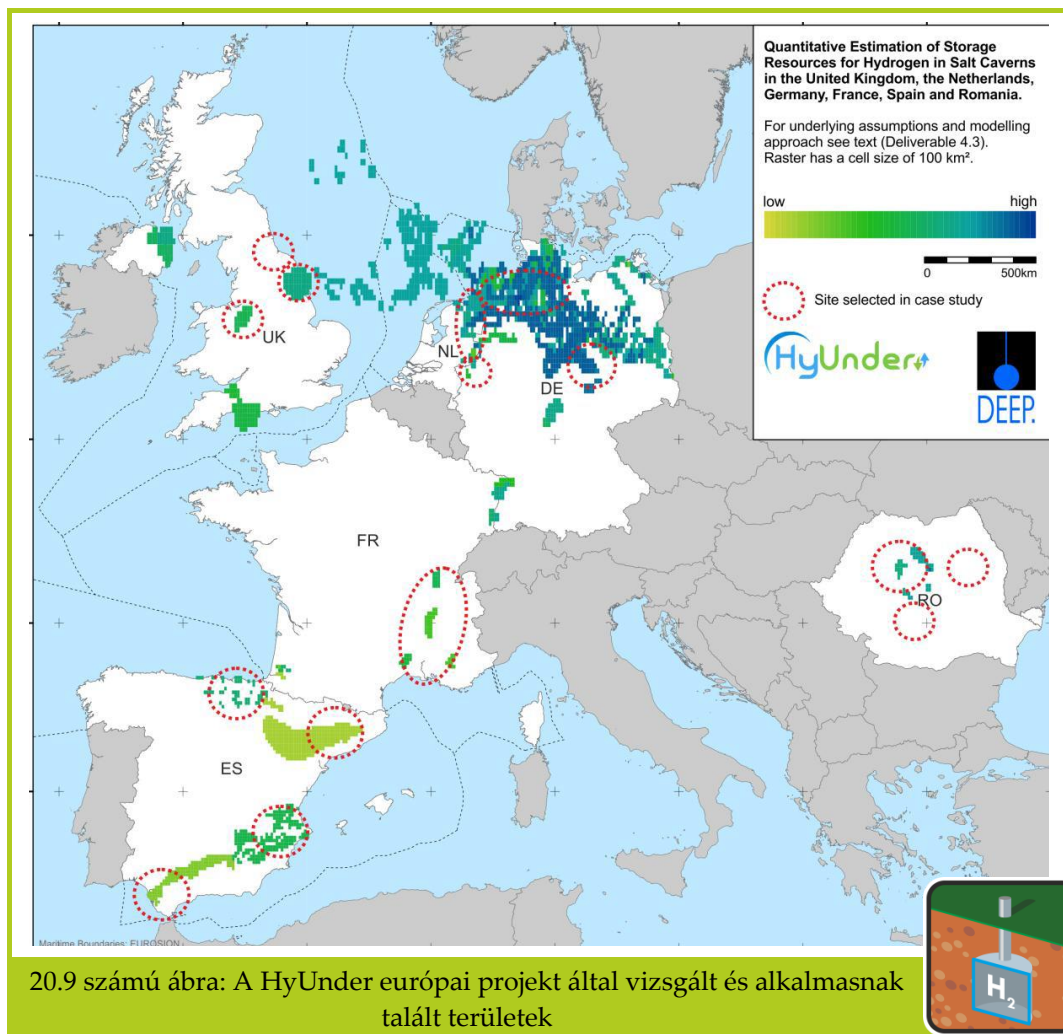 Quantitative Estimation of Storage
Resources for Hydrogen in Salt Caverns
in the United Kingdom, the Netherlands,
Germany, France, Spain and Romania.
For underlying assumptions and modelling
approach see text (Deliverable 4.3).
Raster has a cell size of 100 km².
low high
0 500km
Site selected in case study
HyUnder
DEEP.
UK
NL
DE
FR
RO
ES
Maritime Boundaries: EUROSION
H2
20.9 számú ábra: A HyUnder európai projekt által vizsgált és alkalmasnak
talált területek